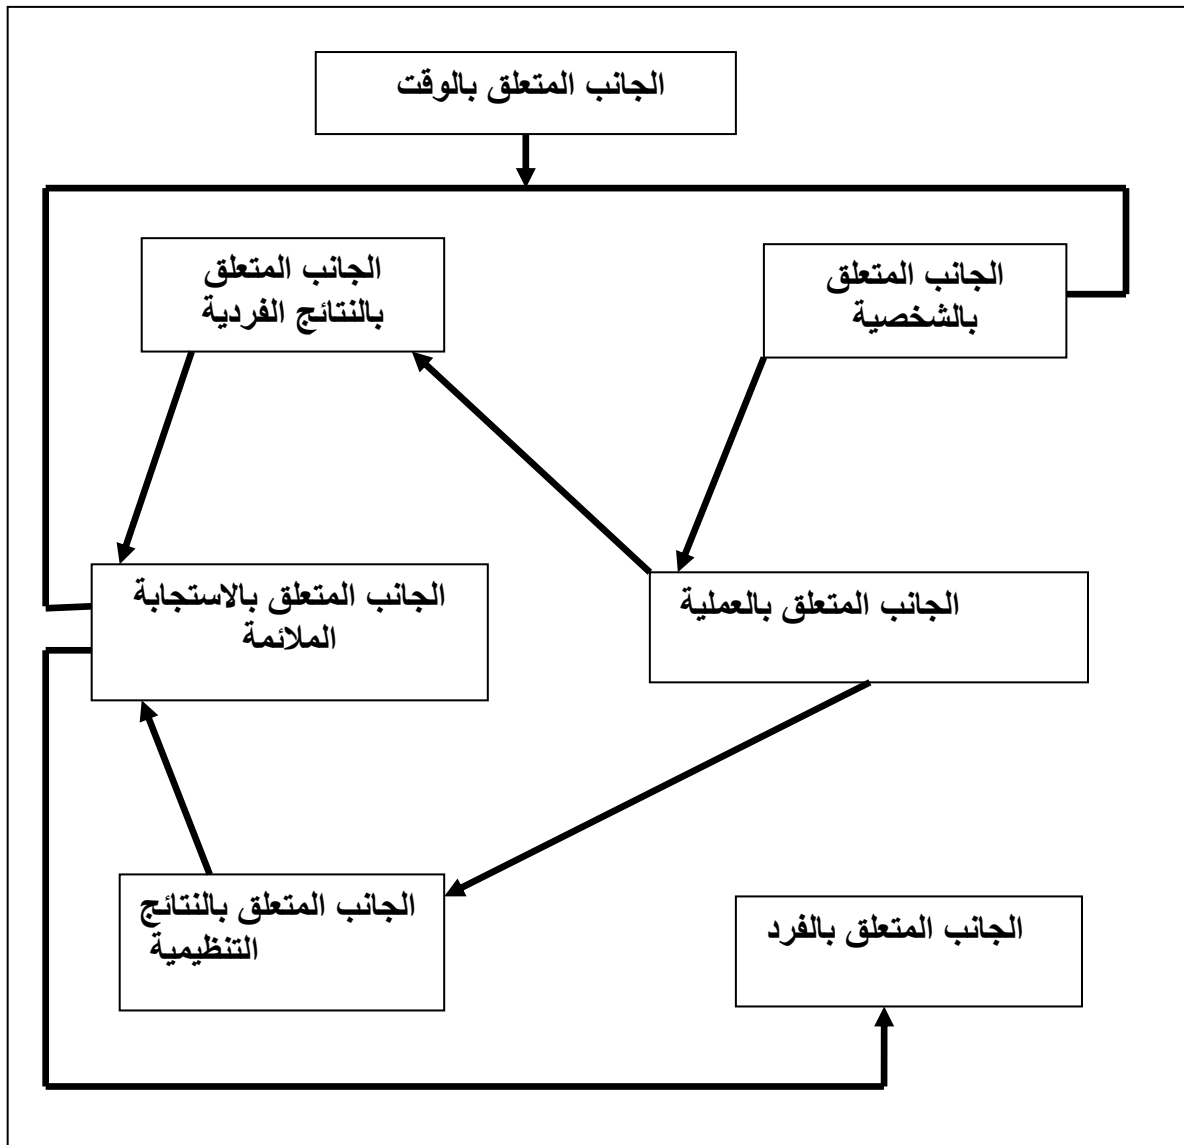 الجانب المتعلق بالوقت
الجانب المتعلق
بالشخصية
الجانب المتعلق
بالنتائج الفردية
الجانب المتعلق بالعملية
الجانب المتعلق بالاستجابة
الملائمة
الجانب المتعلق بالفرد
الجانب المتعلق بالنتائج
التنظيمية